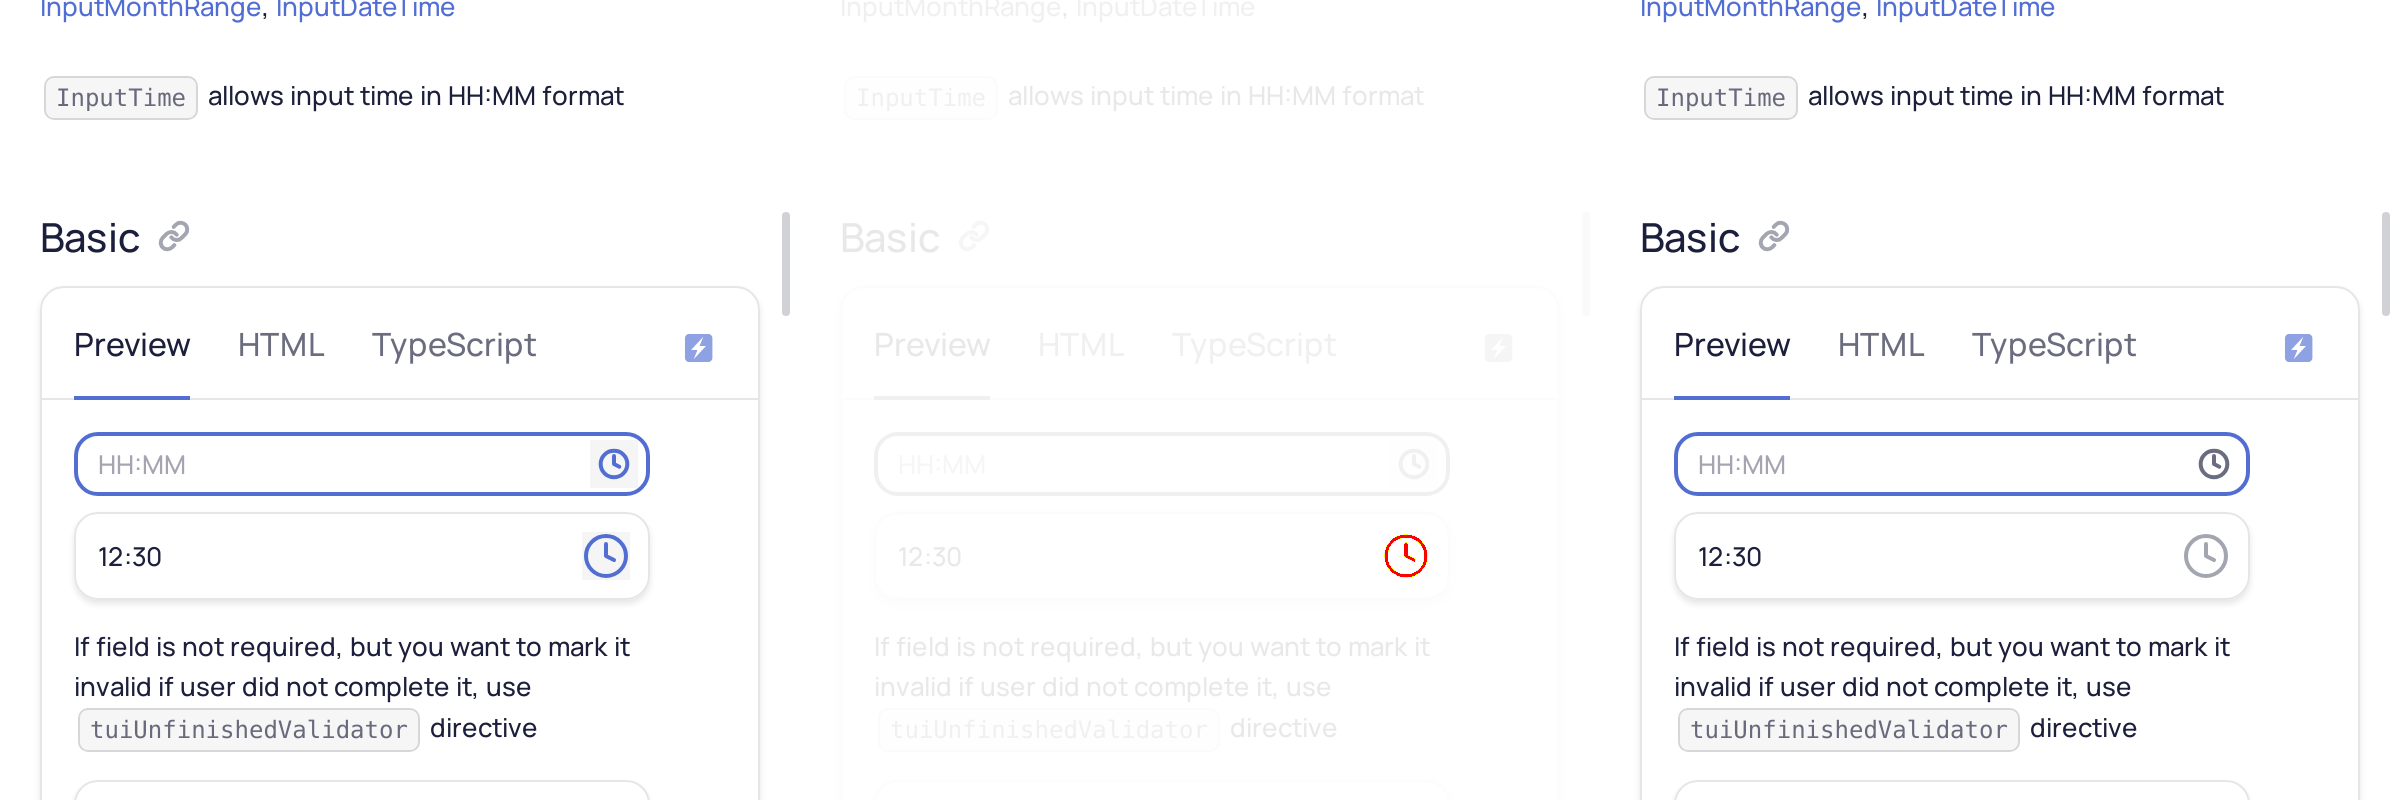 InputMonthRange, InputDateTime
InputTime allows input time in HH:MM format
Basic
Preview HTML TypeScript
HH:MM
12:30
If field is not required, but you want to mark it
invalid if user did not complete it, use
tuiUnfinishedValidator directive
InputMonthRange, InputDateTime
InputTime allows input time in HH:MM format
Basic
Preview HTML TypeScript
HH:MM
12:30
If field is not required, but you want to mark it
invalid if user did not complete it, use
tuiUnfinishedValidator directive
InputMonthRange, InputDateTime
InputTime allows input time in HH:MM format
Basic
Preview HTML TypeScript
HH:MM
12:30
If field is not required, but you want to mark it
invalid if user did not complete it, use
tuiUnfinishedValidator directive